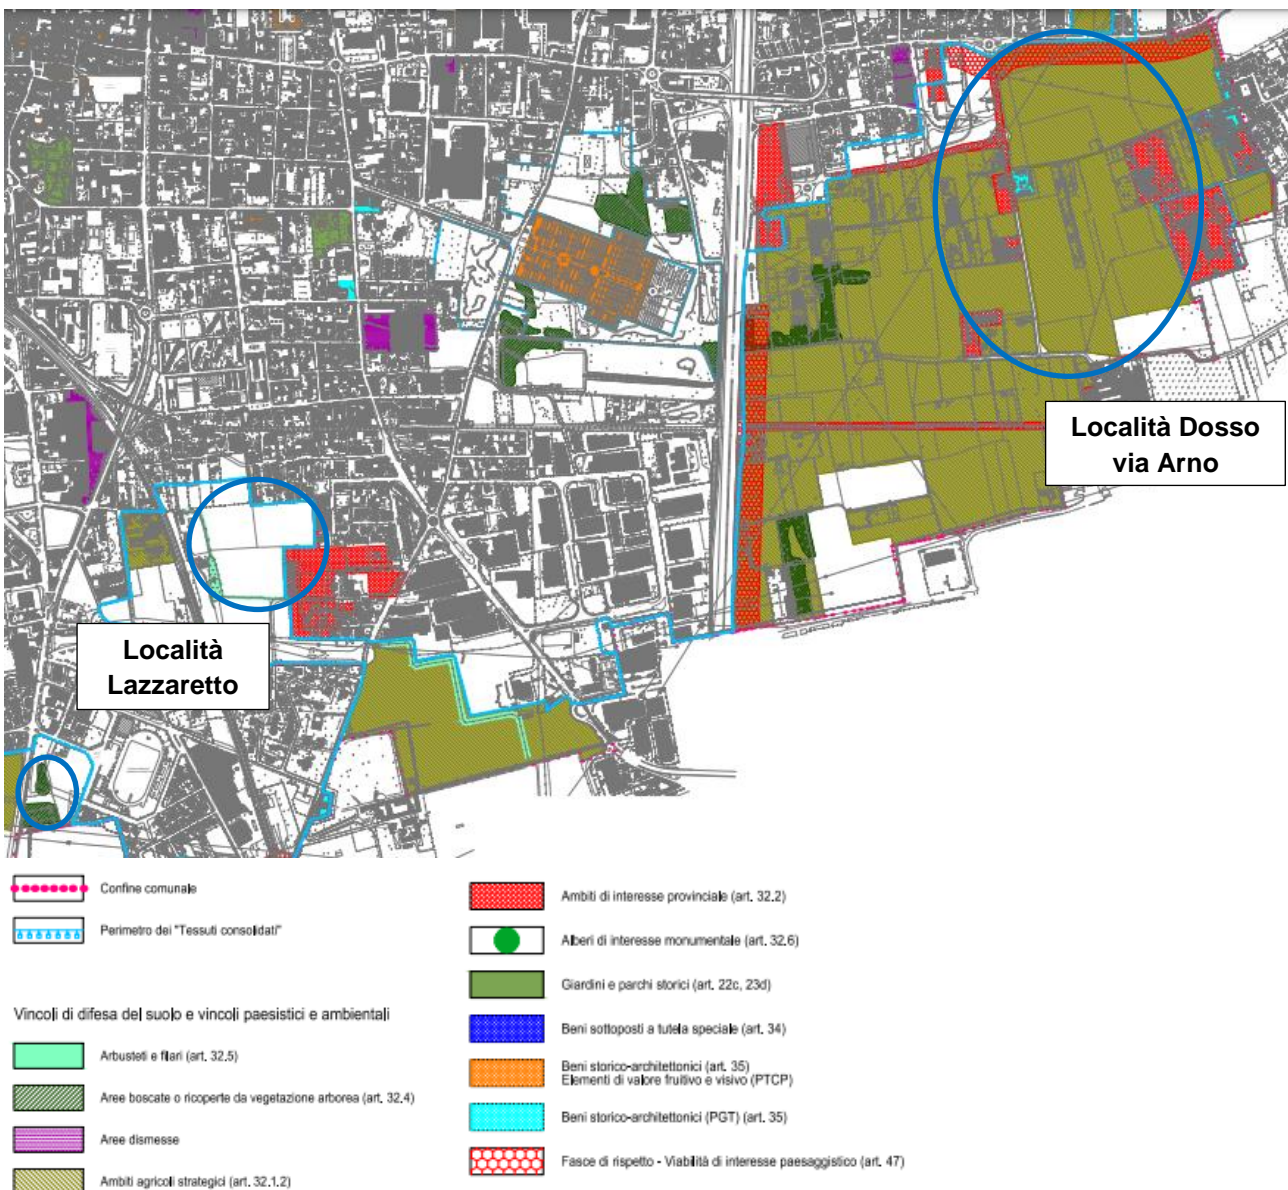 Località Dosso
via Arno
Località
Lazzaretto
Confine comunale
Perimetro dei "Tessuti consolidati"
Vincoli di difesa del suolo e vincoli paesistici e ambientali
Arbusteti e filari (art. 32.5)
Aree boscate o ricoperte da vegetazione arborea (art. 32.4)
Aree dismesse
Ambiti agricoli strategici (art. 32.1.2)
Ambiti di interesse provinciale (art. 32.2)
Alberi di interesse monumentale (art. 32.6)
Giardini e parchi storici (art. 22c, 23d)
Beni sottoposti a tutela speciale (art. 34)
Beni storico-architettonici (art. 35)
Elementi di valore fruitivo e visivo (PTCP)
Beni storico-architettonici (PGT) (art. 35)
Fasce di rispetto - Viabilità di interesse paesaggistico (art. 47)